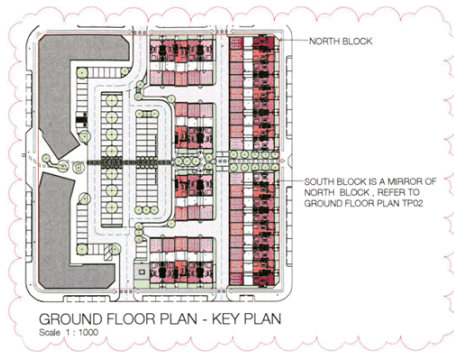 NORTH BLOCK
SOUTH BLOCK IS A MIRROR OF
NORTH BLOCK , REFER TO
GROUND FLOOR PLAN TP02
GROUND FLOOR PLAN - KEY PLAN
Scale 1 : 1000